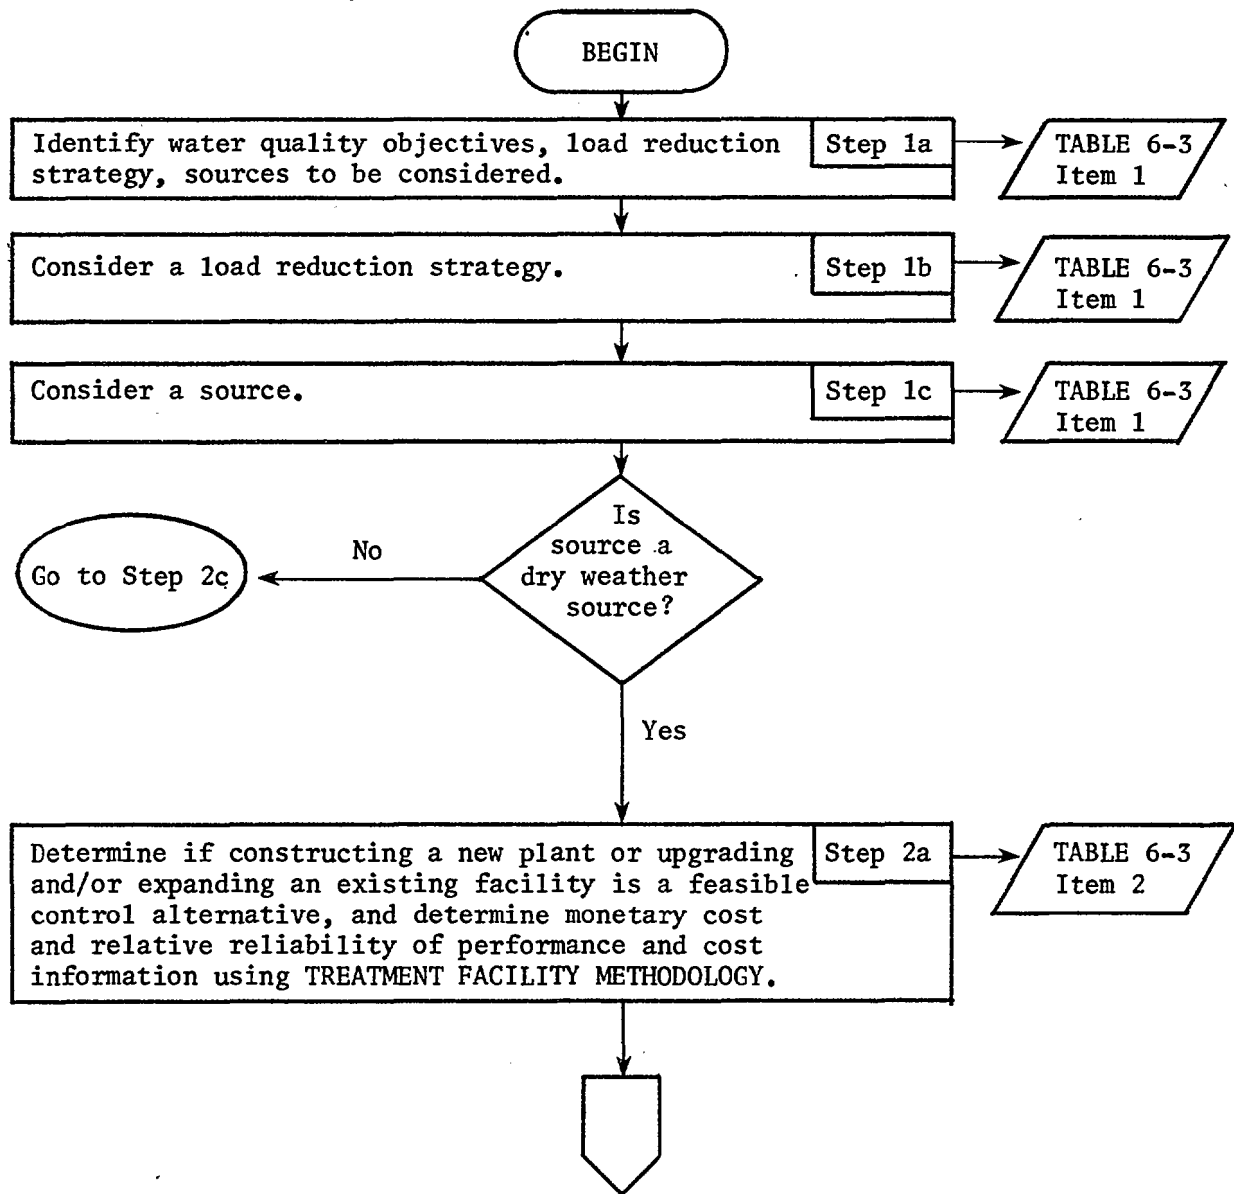 BEGIN
Identify water quality objectives, load reduction
strategy, sources to be considered.
Step 1a
TABLE 6-3
Item 1
Consider a load reduction strategy.
Step 1b
TABLE 6-3
Item 1
Consider a source.
Step 1c
TABLE 6-3
Item 1
Is
source a
dry weather
source?
No
Go to Step 2c
Yes
Determine if constructing a new plant or upgrading
and/or expanding an existing facility is a feasible
control alternative, and determine monetary cost
and relative reliability of performance and cost
information using TREATMENT FACILITY METHODOLOGY.
Step 2a
TABLE 6-3
Item 2